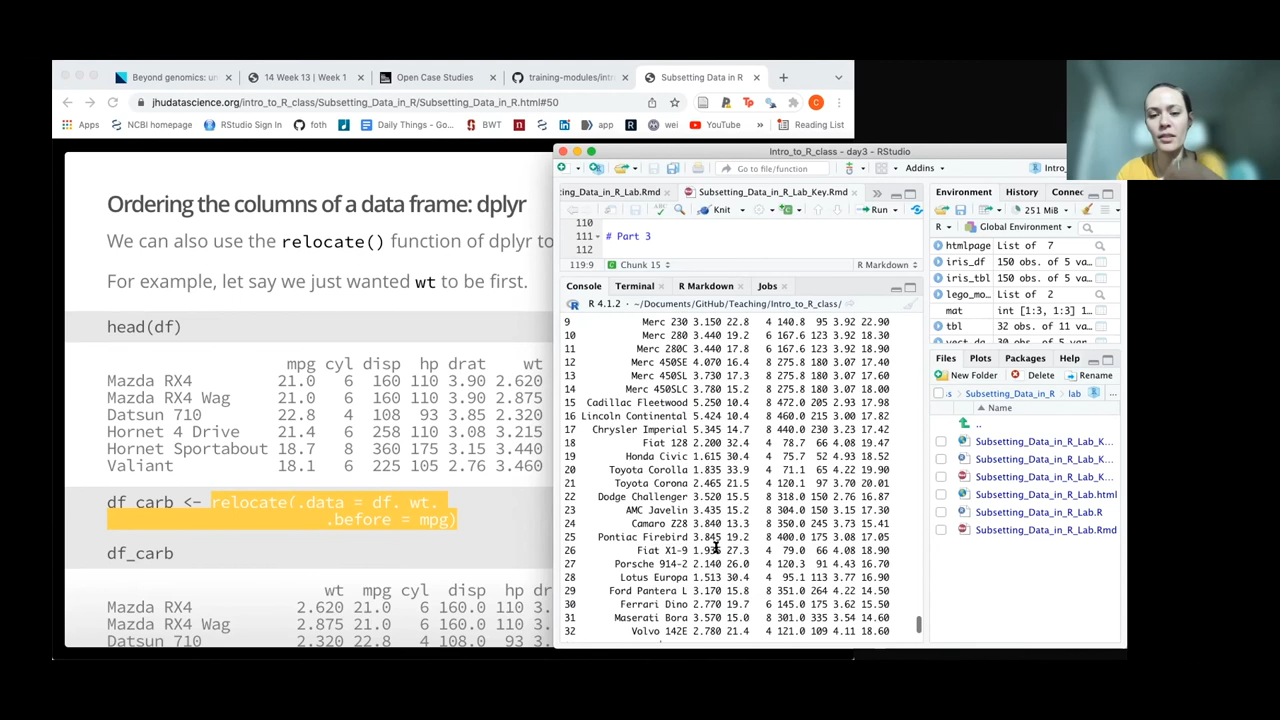 Beyond genomics: un
14 Week 13 | Week 1
Open Case Studies
training-modules/intr
Subsetting Data in R
jhudatascience.org/intro_to_R_class/Subsetting_Data_in_R/Subsetting_Data_in_R.html#50
Apps
NCBI homepage
RStudio Sign In
foth
Daily Things - Go...
BWT
app
wei
YouTube
Reading List
Ordering the columns of a data frame: dplyr
We can also use the relocate() function of dplyr to
For example, let say we just wanted wt to be first.
head(df)
mpg cyl disp hp drat wt
Mazda RX4 21.0 6 160 110 3.90 2.620
Mazda RX4 Wag 21.0 6 160 110 3.90 2.875
Datsun 710 22.8 4 108 93 3.85 2.320
Hornet 4 Drive 21.4 6 258 110 3.08 3.215
Hornet Sportabout 18.7 8 360 175 3.15 3.440
Valiant 18.1 6 225 105 2.76 3.460
df_carb <- relocate(.data = df, wt,
.before = mpg)
df_carb
wt mpg cyl disp hp d
Mazda RX4 2.620 21.0 6 160.0 110 3.
Mazda RX4 Wag 2.875 21.0 6 160.0 110 3.
Datsun 710 2.320 22.8 4 108.0 93 3.
Intro_to_R_class - day3 - RStudio
Go to file/function
Addins
Intro_
ing_Data_in_R_Lab.Rmd
Subsetting_Data_in_R_Lab_Key.Rmd
Knit
Run
110
111 # Part 3
112
119:9
Chunk 15
R Markdown
Console
Terminal
R Markdown
Jobs
R 4.1.2 · ~/Documents/GitHub/Teaching/Intro_to_R_class/
9 Merc 230 3.150 22.8 4 140.8 95 3.92 22.90
10 Merc 280 3.440 19.2 6 167.6 123 3.92 18.30
11 Merc 280C 3.440 17.8 6 167.6 123 3.92 18.90
12 Merc 450SE 4.070 16.4 8 275.8 180 3.07 17.40
13 Merc 450SL 3.730 17.3 8 275.8 180 3.07 17.60
14 Merc 450SLC 3.780 15.2 8 275.8 180 3.07 18.00
15 Cadillac Fleetwood 5.250 10.4 8 472.0 205 2.93 17.98
16 Lincoln Continental 5.424 10.4 8 460.0 215 3.00 17.82
17 Chrysler Imperial 5.345 14.7 8 440.0 230 3.23 17.42
18 Fiat 128 2.200 32.4 4 78.7 66 4.08 19.47
19 Honda Civic 1.615 30.4 4 75.7 52 4.93 18.52
20 Toyota Corolla 1.835 33.9 4 71.1 65 4.22 19.90
21 Toyota Corona 2.465 21.5 4 120.1 97 3.70 20.01
22 Dodge Challenger 3.520 15.5 8 318.0 150 2.76 16.87
23 AMC Javelin 3.435 15.2 8 304.0 150 3.15 17.30
24 Camaro Z28 3.840 13.3 8 350.0 245 3.73 15.41
25 Pontiac Firebird 3.845 19.2 8 400.0 175 3.08 17.05
26 Fiat X1-9 1.935 27.3 4 79.0 66 4.08 18.90
27 Porsche 914-2 2.140 26.0 4 120.3 91 4.43 16.70
28 Lotus Europa 1.513 30.4 4 95.1 113 3.77 16.90
29 Ford Pantera L 3.170 15.8 8 351.0 264 4.22 14.50
30 Ferrari Dino 2.770 19.7 6 145.0 175 3.62 15.50
31 Maserati Bora 3.570 15.0 8 301.0 335 3.54 14.60
32 Volvo 142E 2.780 21.4 4 121.0 109 4.11 18.60
Environment
History
Connec
251 MiB
R
Global Environment
htmlpage List of 7
iris_df 150 obs. of 5 va...
iris_tbl 150 obs. of 5 va...
lego_mo... List of 2
mat int [1:3, 1:3] 1...
tbl 32 obs. of 11 va...
Files
Plots
Packages
Help
New Folder
Delete
Rename
Subsetting_Data_in_R
lab
Name
..
Subsetting_Data_in_R_Lab_K...
Subsetting_Data_in_R_Lab_K...
Subsetting_Data_in_R_Lab_K...
Subsetting_Data_in_R_Lab.html
Subsetting_Data_in_R_Lab.R
Subsetting_Data_in_R_Lab.Rmd